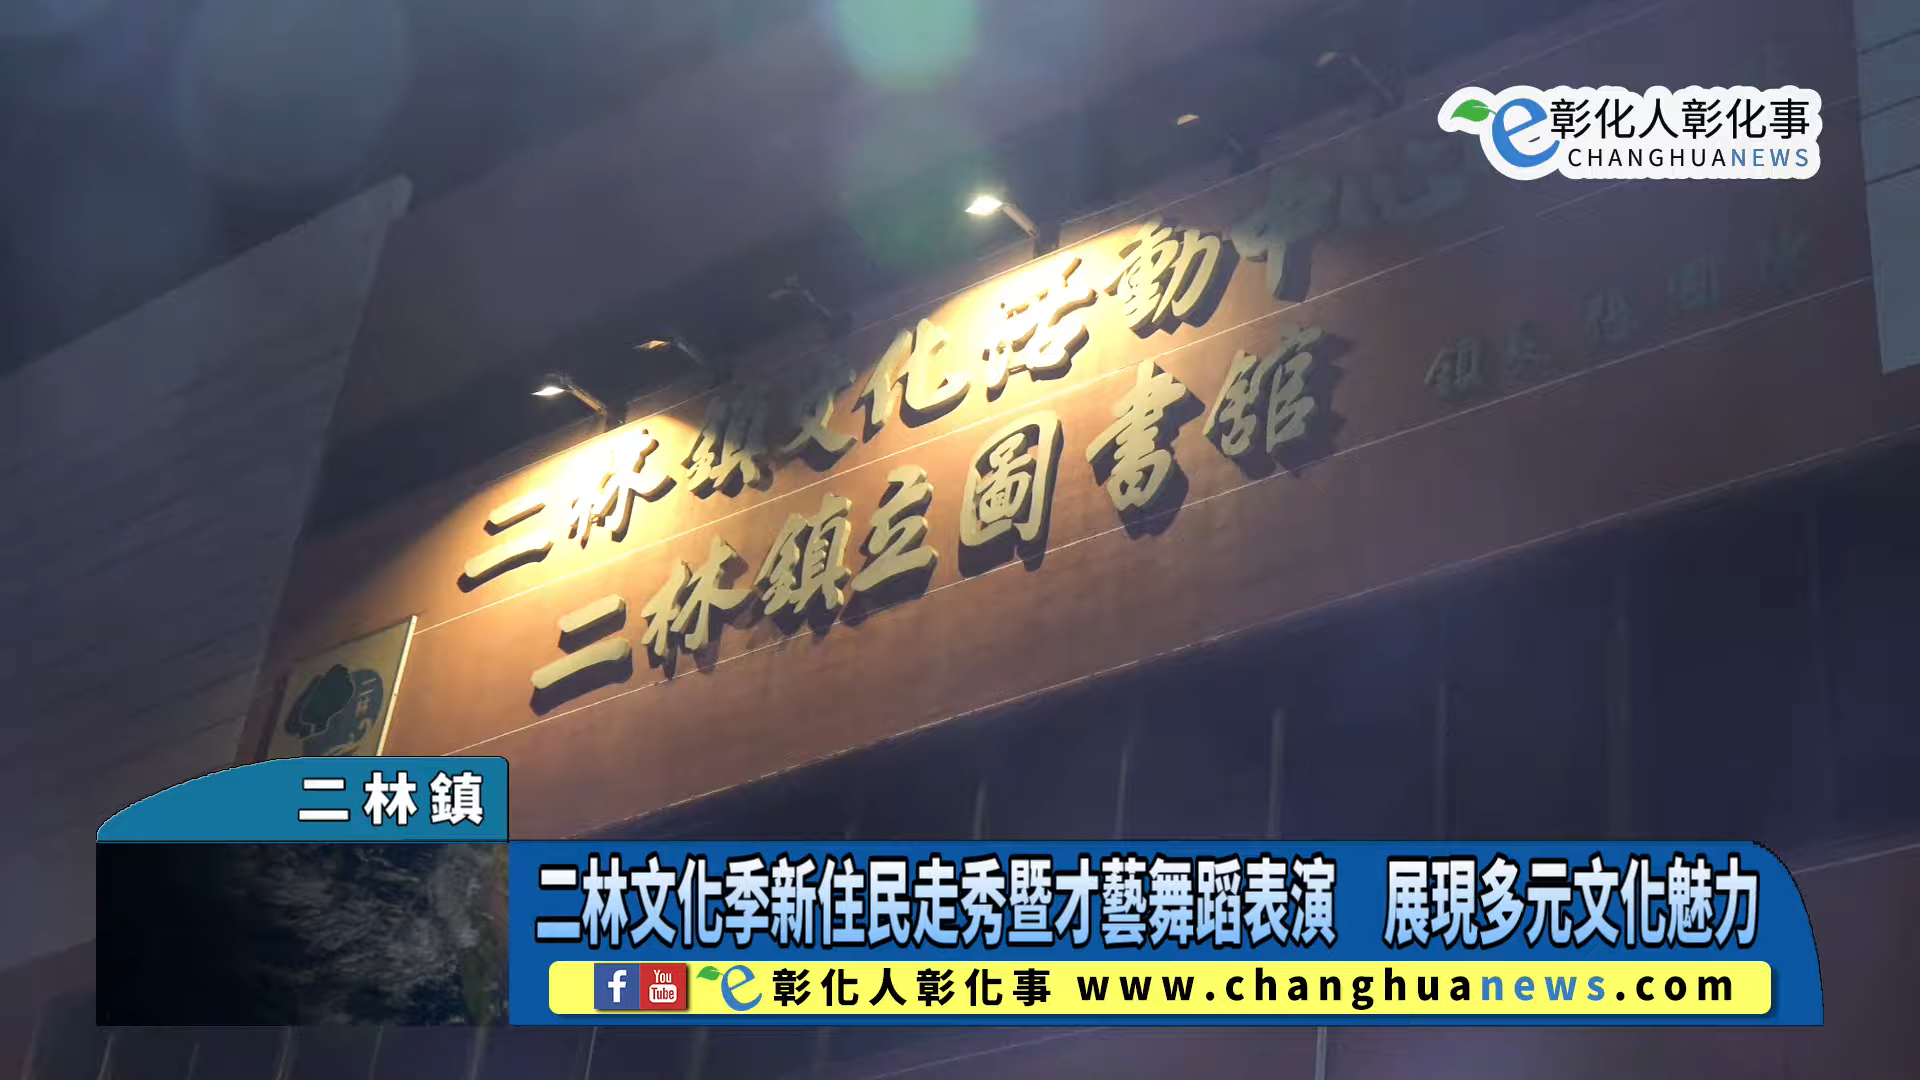 彰化人彰化事
CHANGHUANEWS
二林鎮文化活動中心
二林鎮立圖書館
鎮長
二林鎮
二林文化季新住民走秀暨才藝舞蹈表演 展現多元文化魅力
f You Tube e 彰化人彰化事 www.changhuanews.com